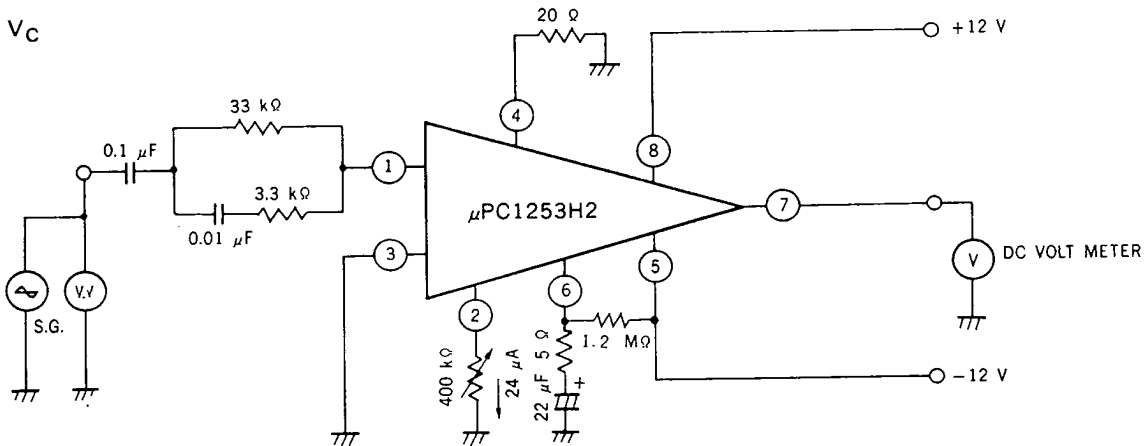 VC
20 Ω
+12 V
33 kΩ
0.1 μF
4
8
1
3.3 kΩ
0.01 μF
μPC1253H2
7
3
5
V
DC VOLT METER
V.V
S.G.
6
2
1.2 MΩ
400 kΩ
24 μA
5 Ω
22 μF
+
-12 V